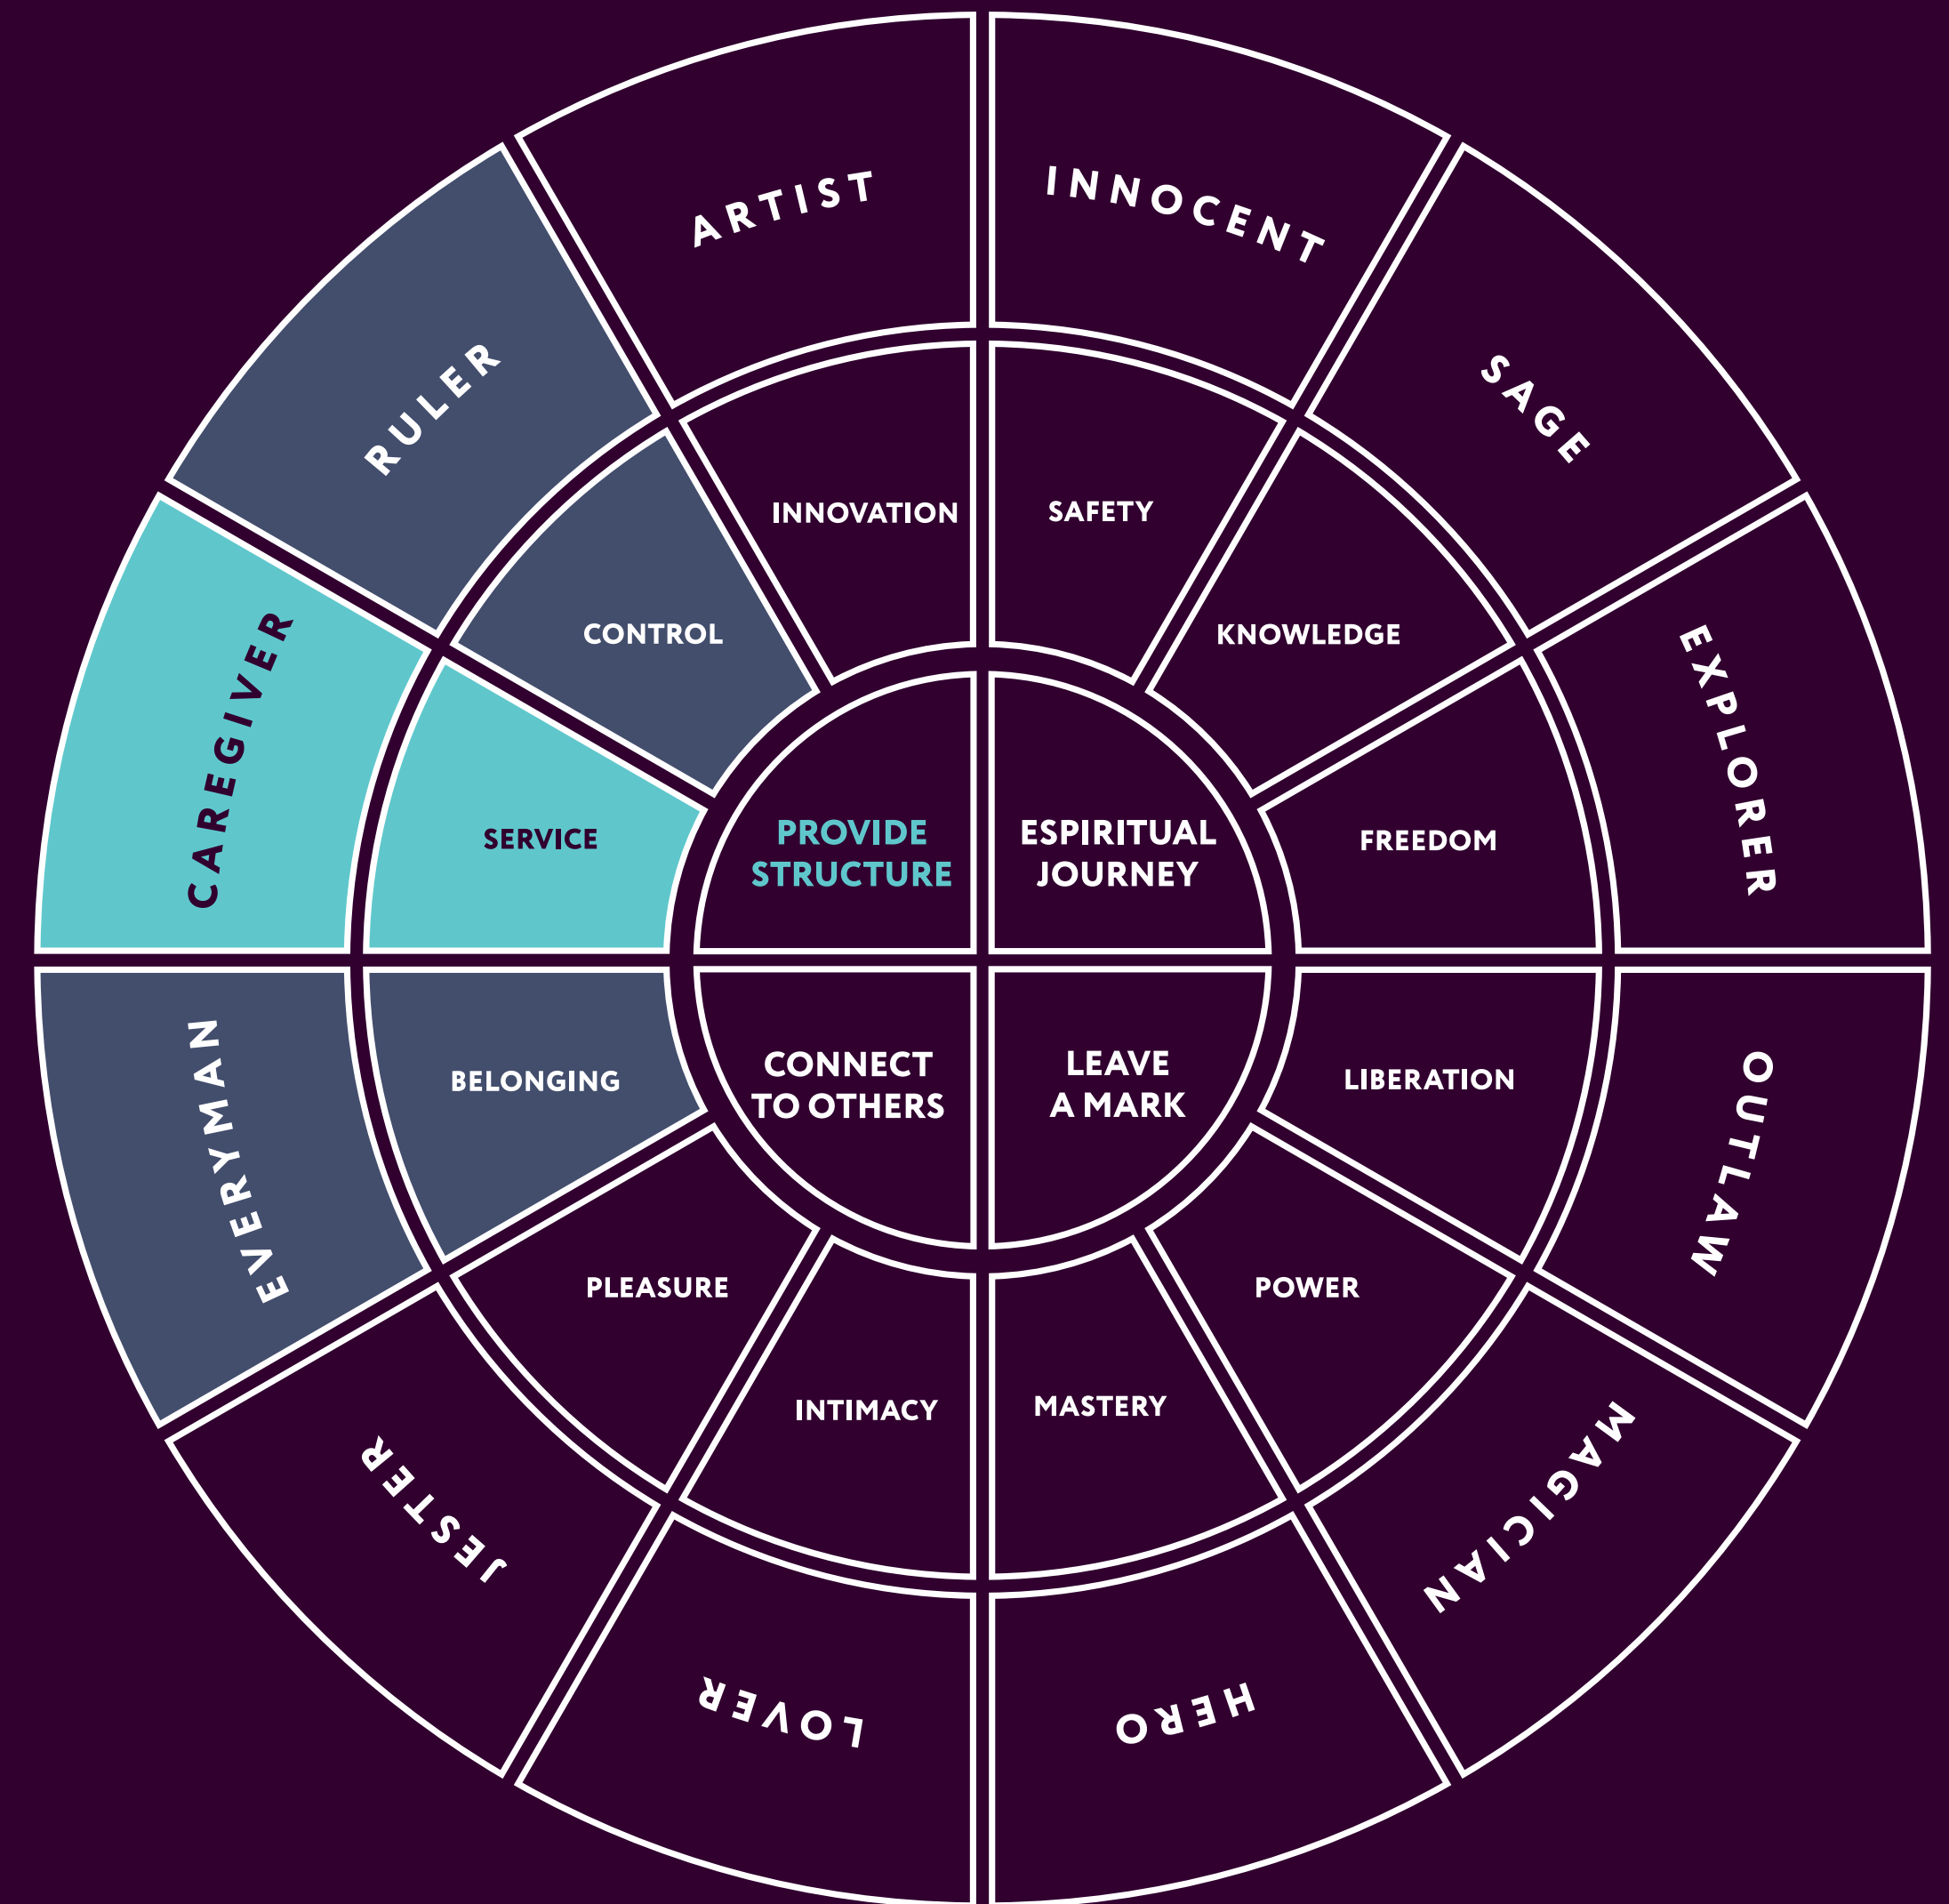 ARTIST
INNOCENT
SAGE
EXPLORER
OUTLAW
MAGICIAN
HERO
LOVER
JESTER
EVERYMAN
CAREGIVER
RULER
INNOVATION
SAFETY
KNOWLEDGE
FREEDOM
LIBERATION
POWER
MASTERY
INTIMACY
PLEASURE
BELONGING
SERVICE
CONTROL
PROVIDE
STRUCTURE
ESPIRITUAL
JOURNEY
CONNECT
TO OTHERS
LEAVE
A MARK